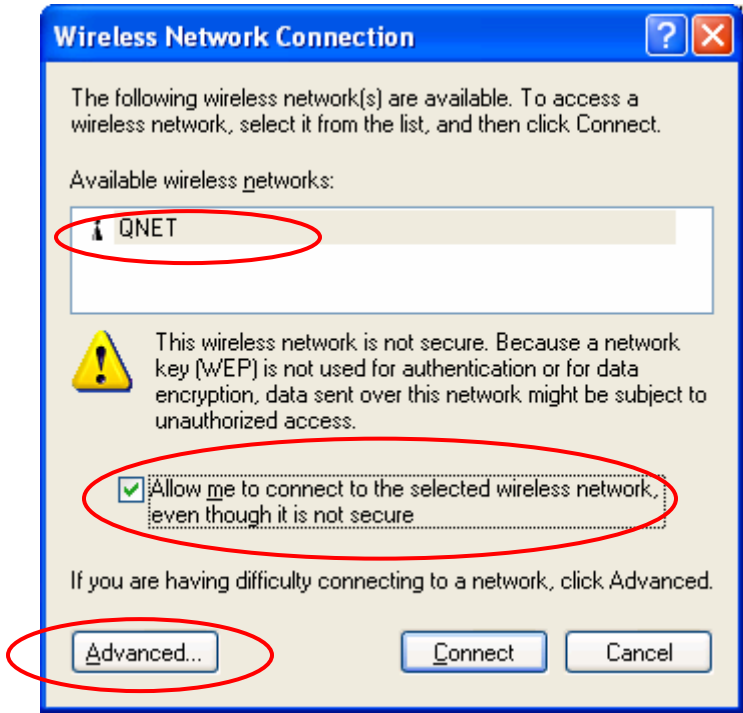 Wireless Network Connection
The following wireless network(s) are available. To access a
wireless network, select it from the list, and then click Connect.
Available wireless networks:
QNET
This wireless network is not secure. Because a network
key (WEP) is not used for authentication or for data
encryption, data sent over this network might be subject to
unauthorized access.
Allow me to connect to the selected wireless network,
even though it is not secure
If you are having difficulty connecting to a network, click Advanced.
Advanced... Connect Cancel